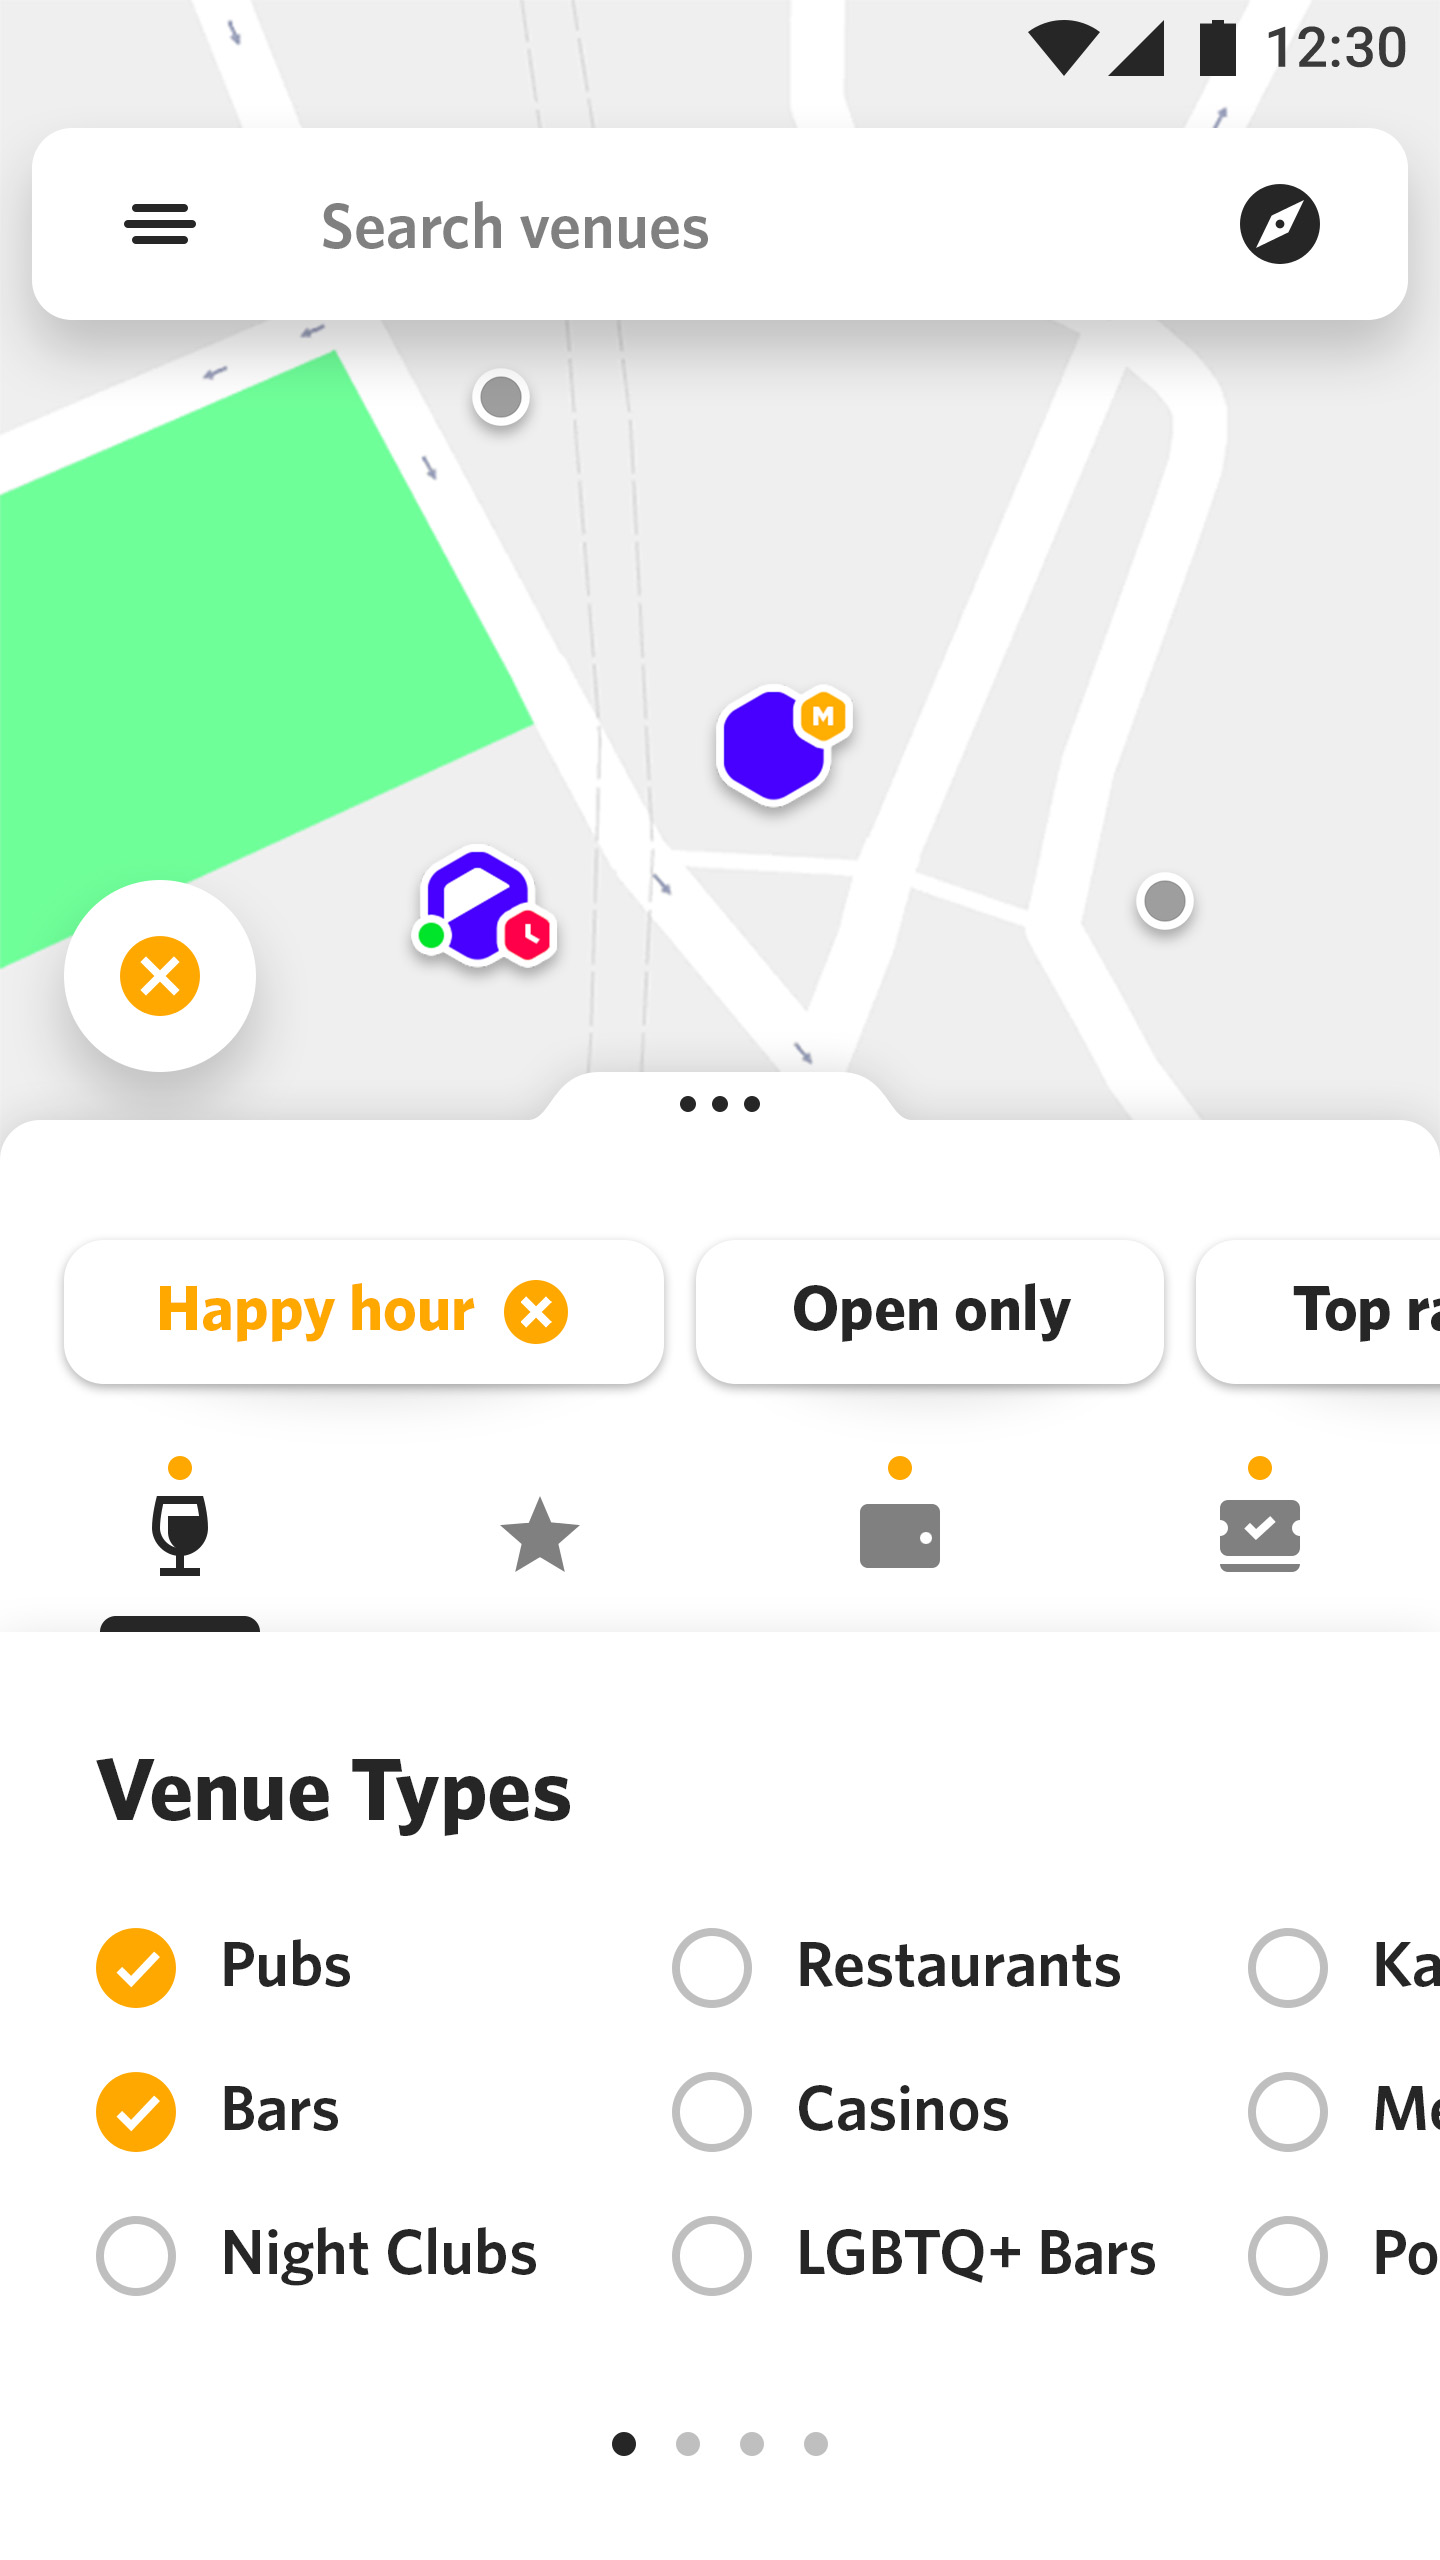 12:30
Search venues
M
Happy hour
Open only
Top ra
Venue Types
Pubs
Restaurants
Ka
Bars
Casinos
Me
Night Clubs
LGBTQ+ Bars
Po